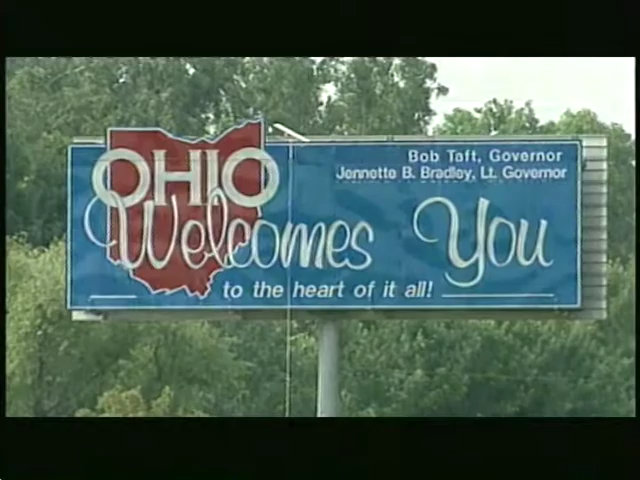 Bob Taft, Governor
Jennette B. Bradley, Lt. Governor
OHIO
Welcomes You
to the heart of it all!